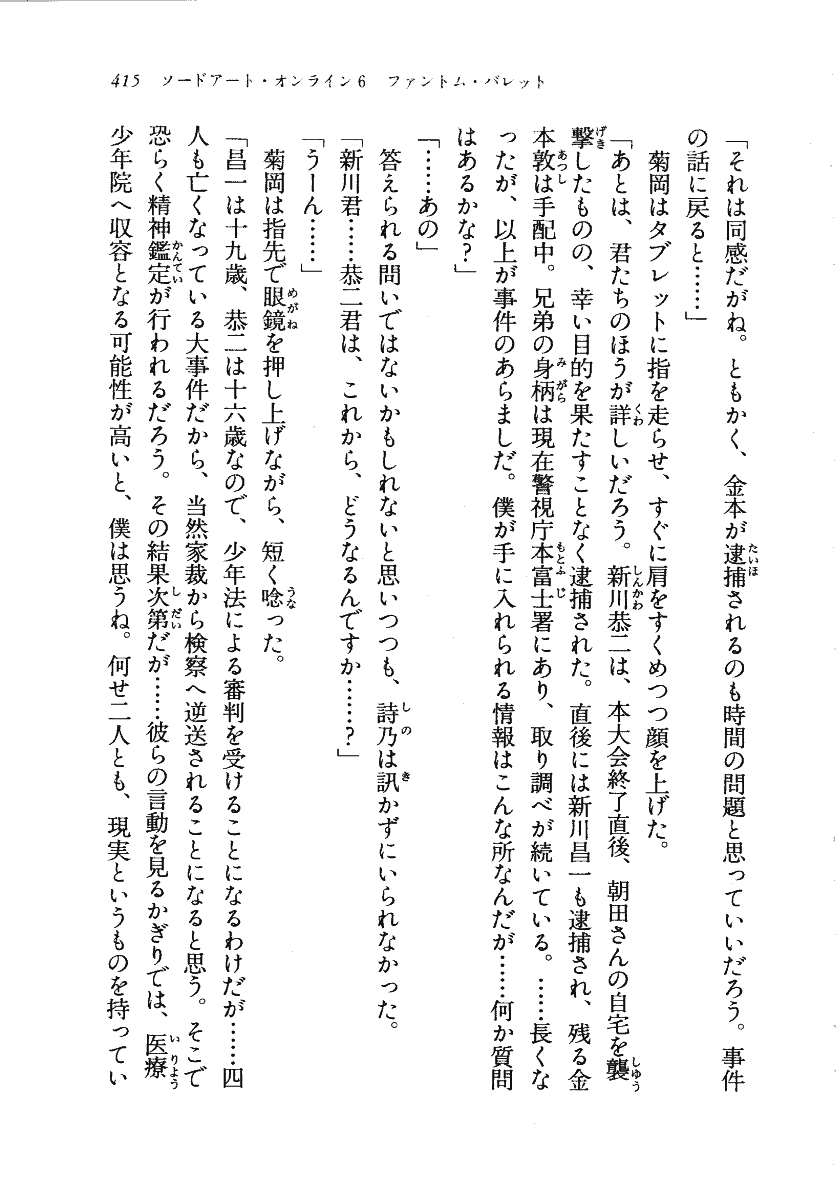 415　ソードアート・オンライン6　ファントム・バレット
「それは同感だがね。ともかく、金本が逮捕されるのも時間の問題と思っていいだろう。事件
の話に戻ると……」
　菊岡はタブレットに指を走らせ、すぐに肩をすくめつつ顔を上げた。
「あとは、君たちのほうが詳しいだろう。新川恭二は、本大会終了直後、朝田さんの自宅を襲
撃したものの、幸い目的を果たすことなく逮捕された。直後には新川昌一も逮捕され、残る金
本敦は手配中。兄弟の身柄は現在警視庁本富士署にあり、取り調べが続いている。……長くな
ったが、以上が事件のあらましだ。僕が手に入れられる情報はこんな所なんだが……何か質問
はあるかな？」
「……あの」
　答えられる問いではないかもしれないと思いつつも、詩乃は訊かずにいられなかった。
「新川君……恭二君は、これから、どうなるんですか……？」
「うーん……」
　菊岡は指先で眼鏡を押し上げながら、短く唸った。
「昌一は十九歳、恭二は十六歳なので、少年法による審判を受けることになるわけだが……四
人も亡くなっている大事件だから、当然家裁から検察へ逆送されることになると思う。そこで
恐らく精神鑑定が行われるだろう。その結果次第だが……彼らの言動を見るかぎりでは、医療
少年院へ収容となる可能性が高いと、僕は思うね。何せ二人とも、現実というものを持ってい